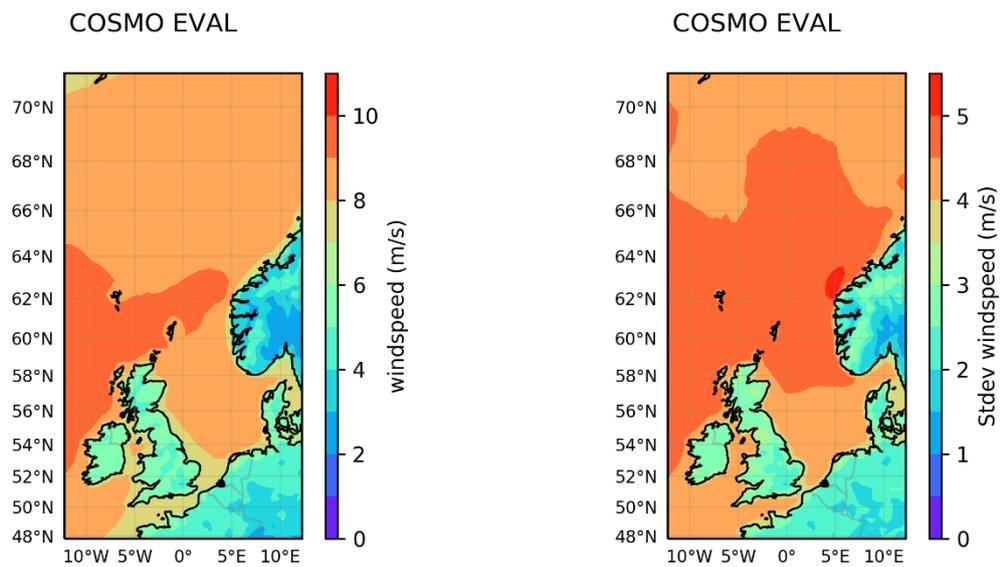 COSMO EVAL
70°N
68°N
66°N
64°N
62°N
60°N
58°N
56°N
54°N
52°N
50°N
48°N
10°W 5°W 0° 5°E 10°E
10
8
6
4
2
0
windspeed (m/s)
COSMO EVAL
70°N
68°N
66°N
64°N
62°N
60°N
58°N
56°N
54°N
52°N
50°N
48°N
10°W 5°W 0° 5°E 10°E
5
4
3
2
1
0
Stdev windspeed (m/s)